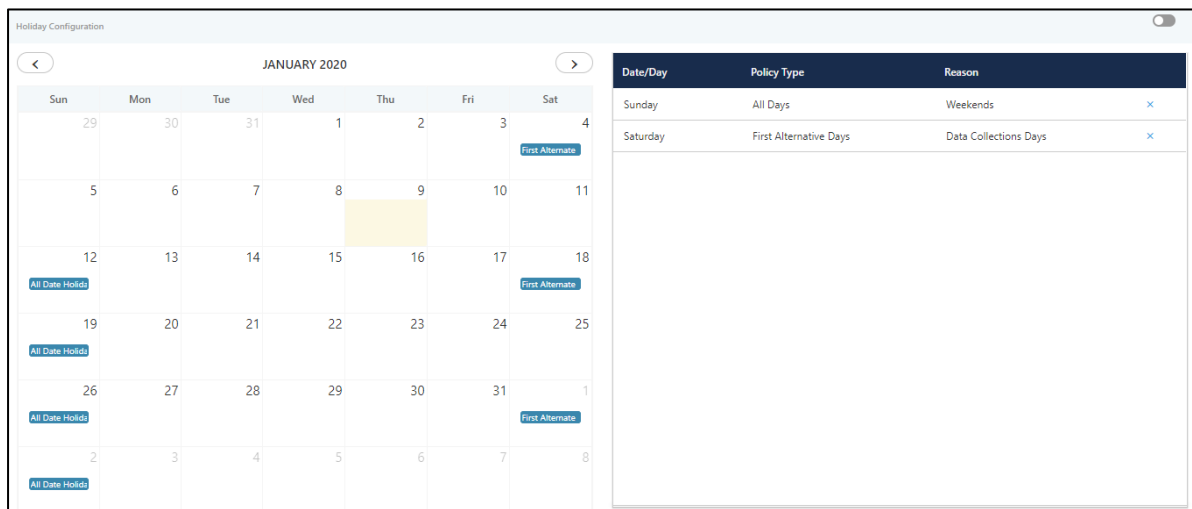 Holiday Configuration
JANUARY 2020
Sun Mon Tue Wed Thu Fri Sat
29 30 31 1 2 3 4
First Alternate
5 6 7 8 9 10 11
12 13 14 15 16 17 18
All Date Holida First Alternate
19 20 21 22 23 24 25
All Date Holida
26 27 28 29 30 31 1
All Date Holida First Alternate
2 3 4 5 6 7 8
All Date Holida
Date/Day Policy Type Reason
Sunday All Days Weekends
Saturday First Alternative Days Data Collections Days